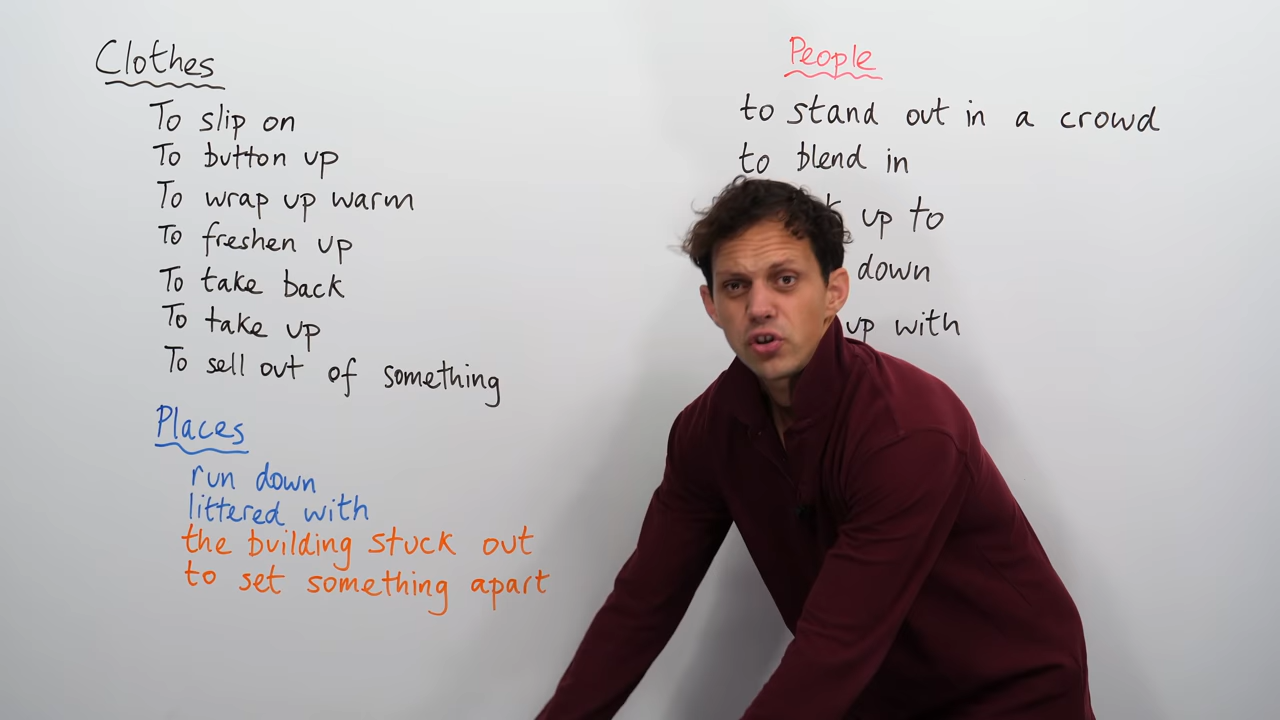 Clothes
To slip on
To button up
To wrap up warm
To freshen up
To take back
To take up
To sell out of something
Places
run down
littered with
the building stuck out
to set something apart
People
to stand out in a crowd
to blend in
up to
down
up with